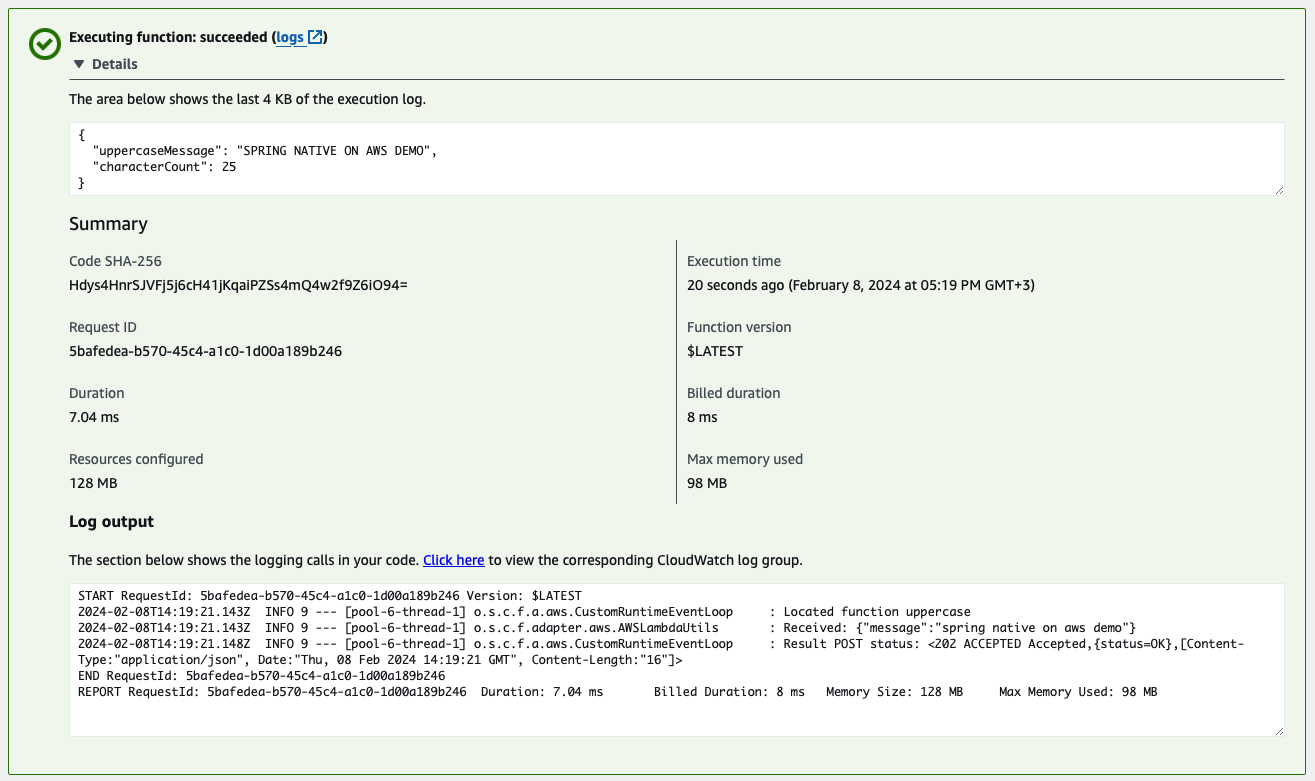 Executing function: succeeded (logs)
Details
The area below shows the last 4 KB of the execution log.
{
  "uppercaseMessage": "SPRING NATIVE ON AWS DEMO",
  "characterCount": 25
}
Summary
Code SHA-256
Hdys4HnrSJVFj5j6cH41jKqaiPZSs4mQ4w2f9Z6iO94=
Execution time
20 seconds ago (February 8, 2024 at 05:19 PM GMT+3)
Request ID
5bafedea-b570-45c4-a1c0-1d00a189b246
Function version
$LATEST
Duration
7.04 ms
Billed duration
8 ms
Resources configured
128 MB
Max memory used
98 MB
Log output
The section below shows the logging calls in your code. Click here to view the corresponding CloudWatch log group.
START RequestId: 5bafedea-b570-45c4-a1c0-1d00a189b246 Version: $LATEST
2024-02-08T14:19:21.143Z  INFO 9 --- [pool-6-thread-1] o.s.c.f.a.aws.CustomRuntimeEventLoop     : Located function uppercase
2024-02-08T14:19:21.143Z  INFO 9 --- [pool-6-thread-1] o.s.c.f.adapter.aws.AWSLambdaUtils       : Received: {"message":"spring native on aws demo"}
2024-02-08T14:19:21.148Z  INFO 9 --- [pool-6-thread-1] o.s.c.f.a.aws.CustomRuntimeEventLoop     : Result POST status: <202 ACCEPTED Accepted,{status=OK},[Content-
Type:"application/json", Date:"Thu, 08 Feb 2024 14:19:21 GMT", Content-Length:"16"]>
END RequestId: 5bafedea-b570-45c4-a1c0-1d00a189b246
REPORT RequestId: 5bafedea-b570-45c4-a1c0-1d00a189b246  Duration: 7.04 ms       Billed Duration: 8 ms   Memory Size: 128 MB     Max Memory Used: 98 MB